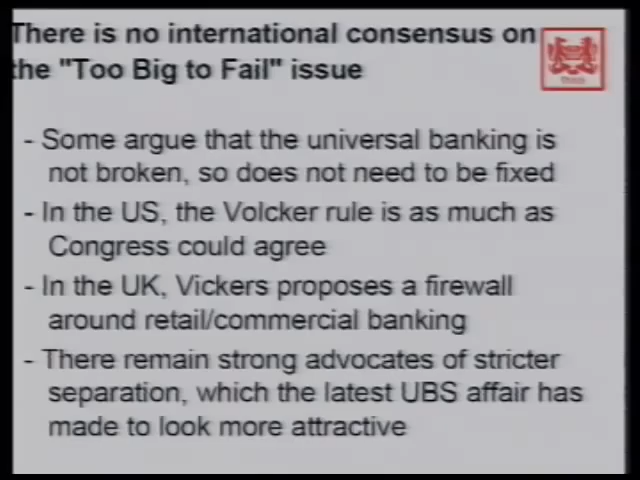 There is no international consensus on
the "Too Big to Fail" issue
- Some argue that the universal banking is
not broken, so does not need to be fixed
- In the US, the Volcker rule is as much as
Congress could agree
- In the UK, Vickers proposes a firewall
around retail/commercial banking
- There remain strong advocates of stricter
separation, which the latest UBS affair has
made to look more attractive